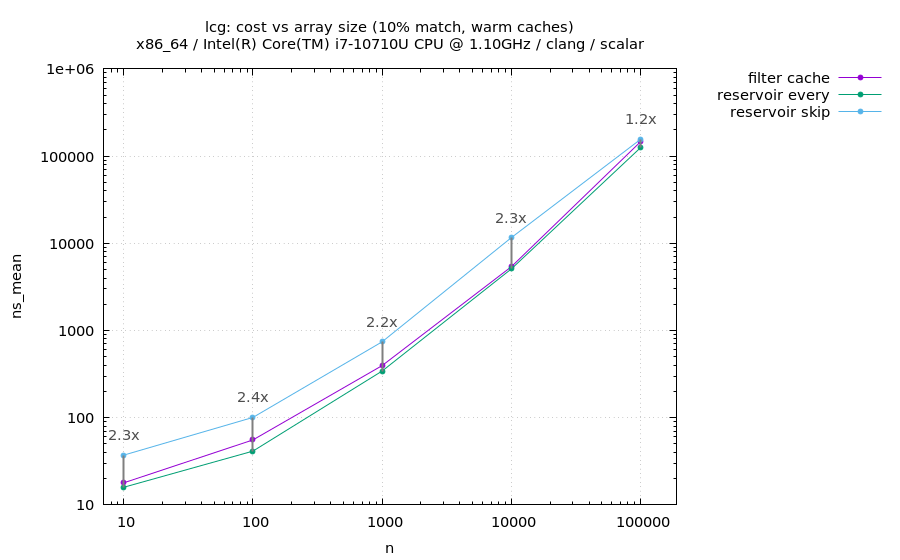 lcg: cost vs array size (10% match, warm caches)
x86_64 / Intel(R) Core(TM) i7-10710U CPU @ 1.10GHz / clang / scalar
1e+06
100000
10000
1000
100
10
ns_mean
10
100
1000
10000
100000
n
2.3x
2.4x
2.2x
2.3x
1.2x
filter cache
reservoir every
reservoir skip